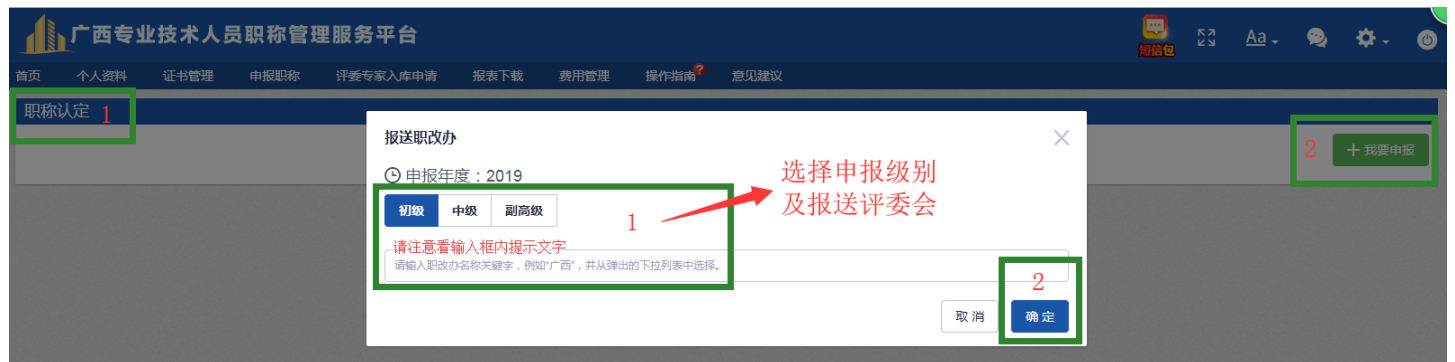 广西专业技术人员职称管理服务平台
短信包
Aa
首页 个人资料 证书管理 申报职称 评委专家入库申请 报表下载 费用管理 操作指南? 意见建议
职称认定 1
2 + 我要申报
报送职改办
申报年度：2019
初级 中级 副高级 1
选择申报级别
及报送评委会
请注意看输入框内提示文字
请输入职改办名称关键字，例如“广西”，并从弹出的下拉列表中选择。
2
取消 确定